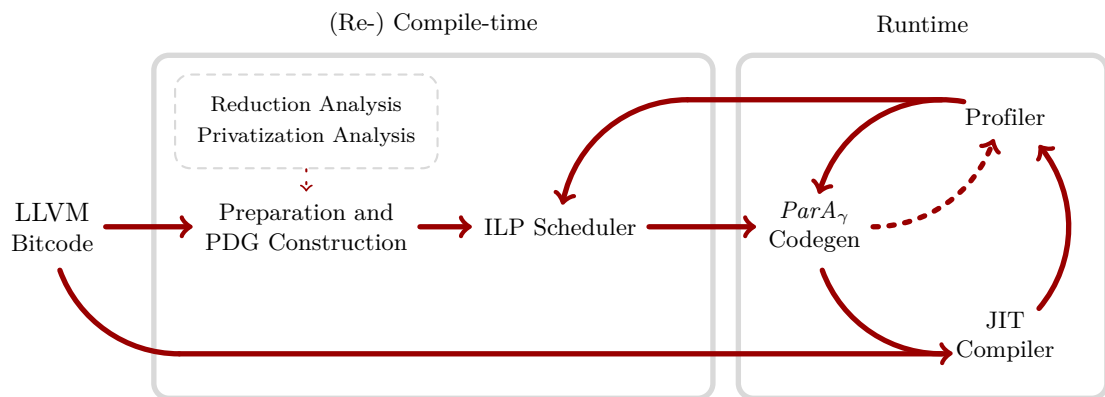 (Re-) Compile-time
Runtime
Reduction Analysis
Privatization Analysis
Profiler
LLVM
Bitcode
Preparation and
PDG Construction
ILP Scheduler
ParAγ
Codegen
JIT
Compiler